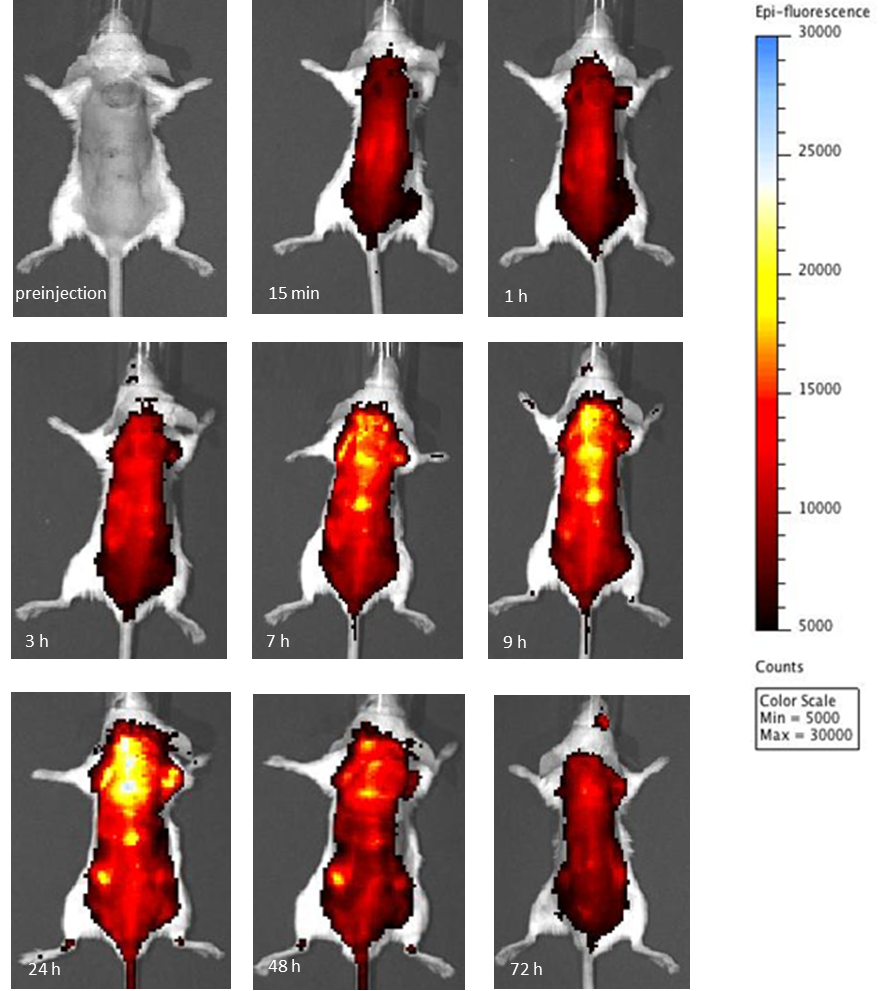 Epi-fluorescence
30000
25000
20000
15000
10000
5000
Counts
Color Scale
Min = 5000
Max = 30000
preinjection
15 min
1 h
3 h
7 h
9 h
24 h
48 h
72 h